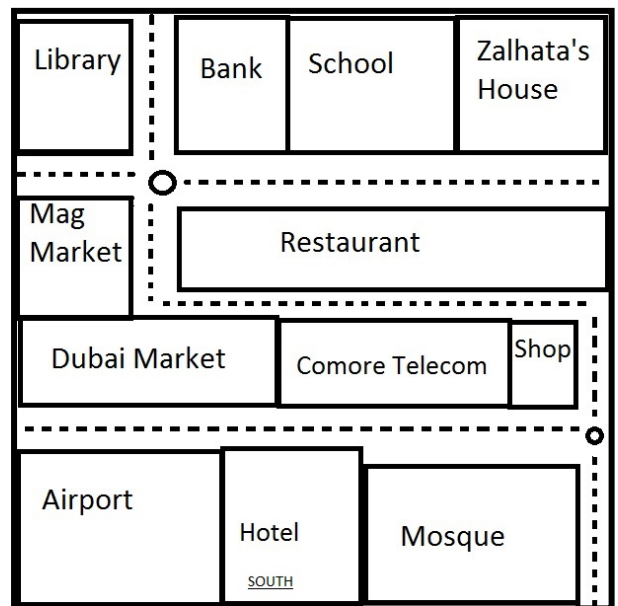 Library
Bank
School
Zalhata's
House
Mag
Market
Restaurant
Dubai Market
Comore Telecom
Shop
Airport
Hotel
SOUTH
Mosque